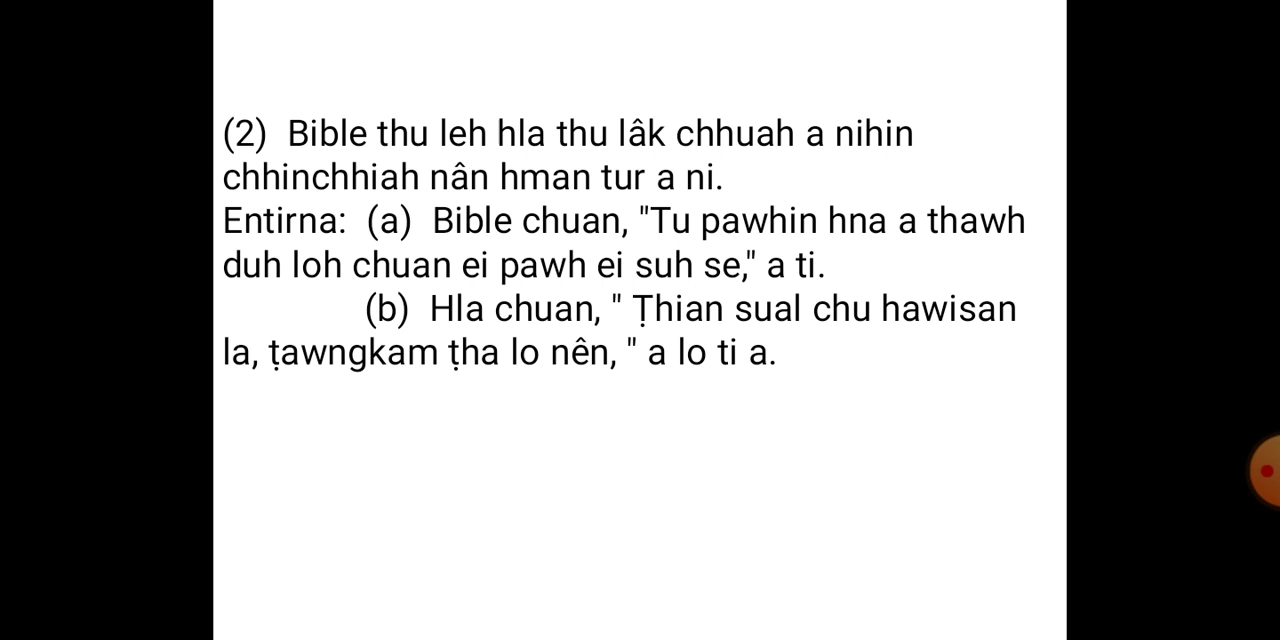 (2) Bible thu leh hla thu lâk chhuah a nihin
chhinchhiah nân hman tur a ni.
Entirna: (a) Bible chuan, "Tu pawhin hna a thawh
duh loh chuan ei pawh ei suh se," a ti.
(b) Hla chuan, " Ṭhian sual chu hawisan
la, ṭawngkam ṭha lo nên, " a lo ti a.